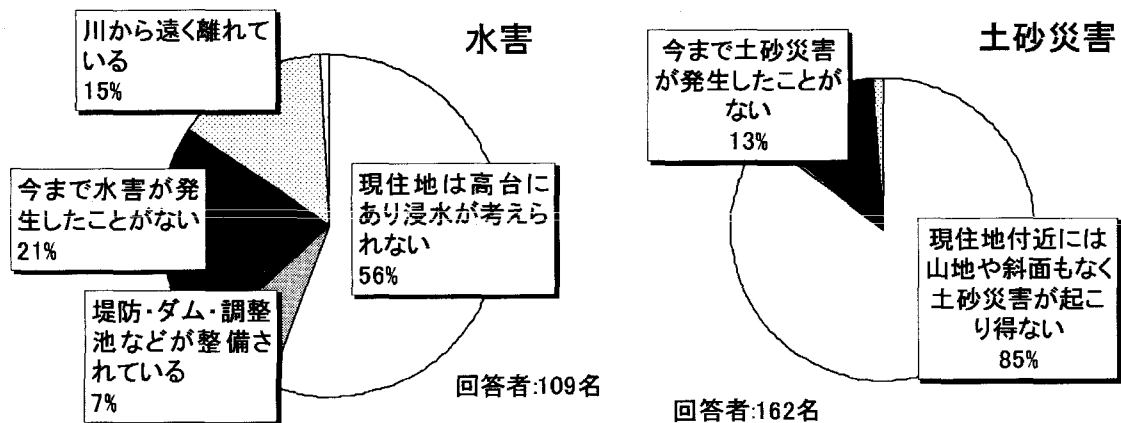 水害
川から遠く離れて
いる
15%
今まで水害が発
生したことがない
21%
堤防・ダム・調整
池などが整備さ
れている
7%
現住地は高台に
あり浸水が考えら
れない
56%
回答者:109名
土砂災害
今まで土砂災害
が発生したことが
ない
13%
現住地付近には
山地や斜面もなく
土砂災害が起こ
り得ない
85%
回答者:162名